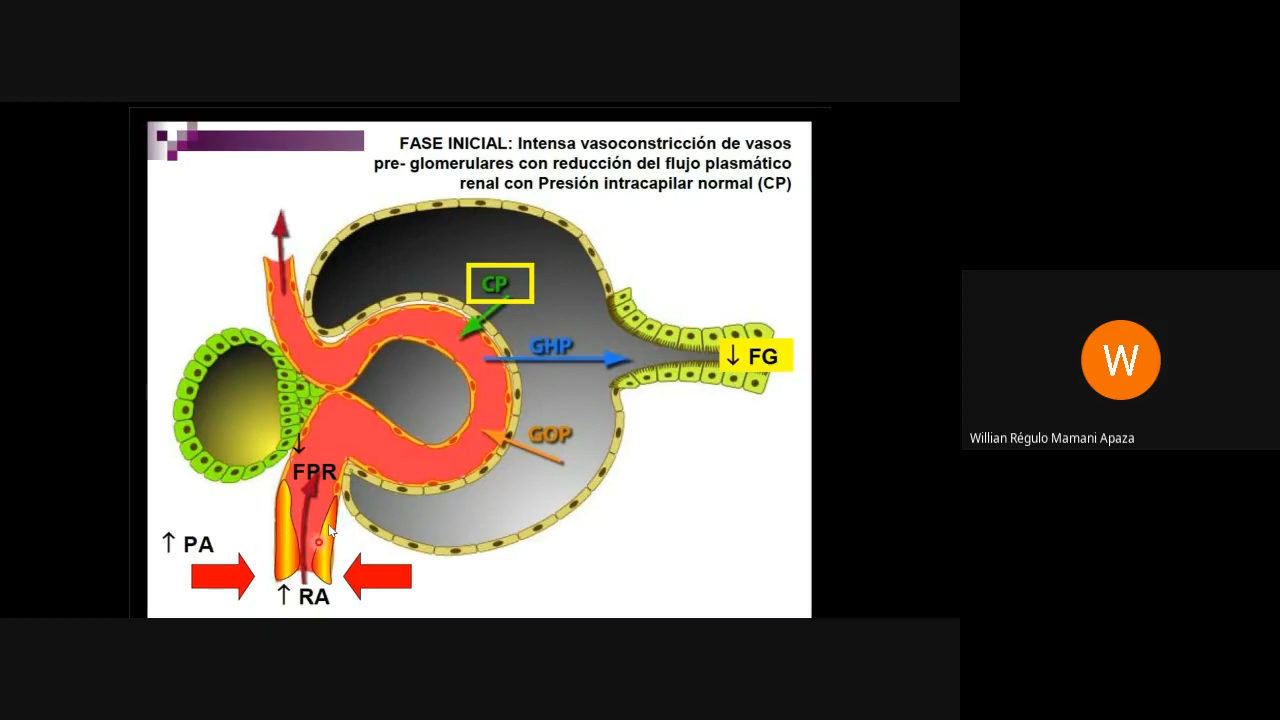 FASE INICIAL: Intensa vasoconstricción de vasos
pre- glomerulares con reducción del flujo plasmático
renal con Presión intracapilar normal (CP)
CP
GHP
↓ FG
GOP
↓
FPR
↑ PA
↑ RA
W
Willian Régulo Mamani Apaza